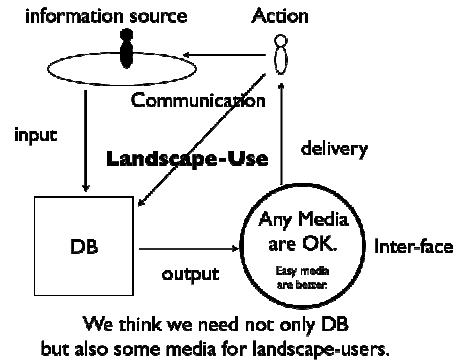 information source
Action
Communication
input
Landscape-Use
delivery
DB
Any Media
are OK.
Easy media
are better.
Inter-face
output
We think we need not only DB
but also some media for landscape-users.